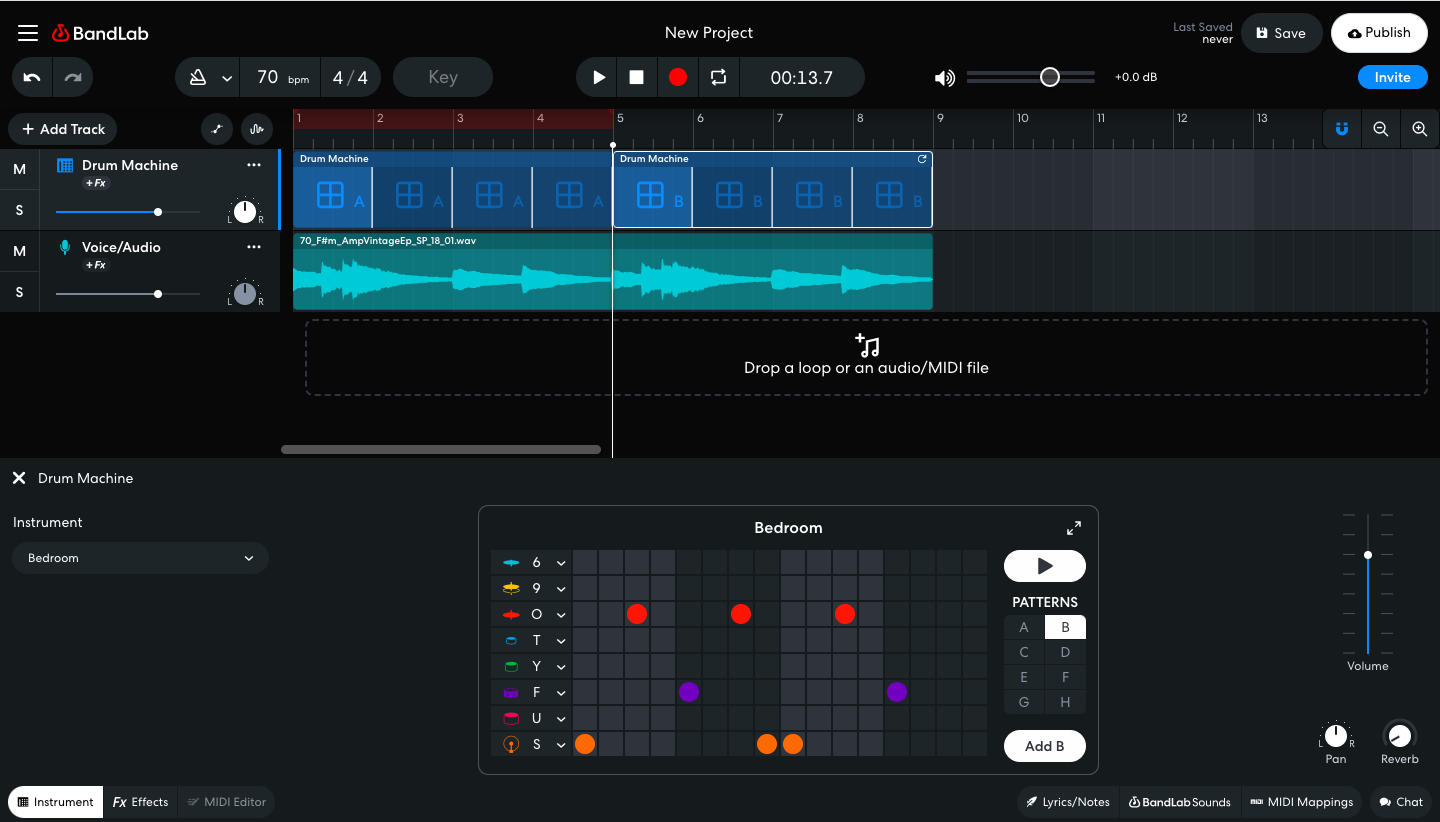 BandLab
New Project
Last Saved
never
Save
Publish
70 bpm
4 / 4
Key
00:13.7
+0.0 dB
Invite
+ Add Track
1 2 3 4 5 6 7 8 9 10 11 12 13
M
Drum Machine
+Fx
S
L R
Drum Machine
A A A A
Drum Machine
B B B B
M
Voice/Audio
+Fx
S
L R
70_F#m_AmpVintageEp_SP_18_01.wav
Drop a loop or an audio/MIDI file
Drum Machine
Instrument
Bedroom
Bedroom
6
9
O
T
Y
F
U
S
PATTERNS
A B
C D
E F
G H
Add B
Volume
L R
Pan
Reverb
Instrument
Fx Effects
MIDI Editor
Lyrics/Notes
BandLab Sounds
MIDI Mappings
Chat